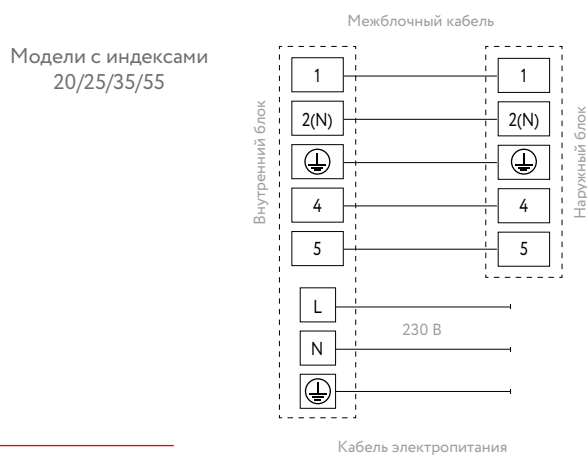 Межблочный кабель
Модели с индексами
20/25/35/55
Внутренний блок
Наружный блок
1 1
2(N) 2(N)
4 4
5 5
L
230 В
N
Кабель электропитания